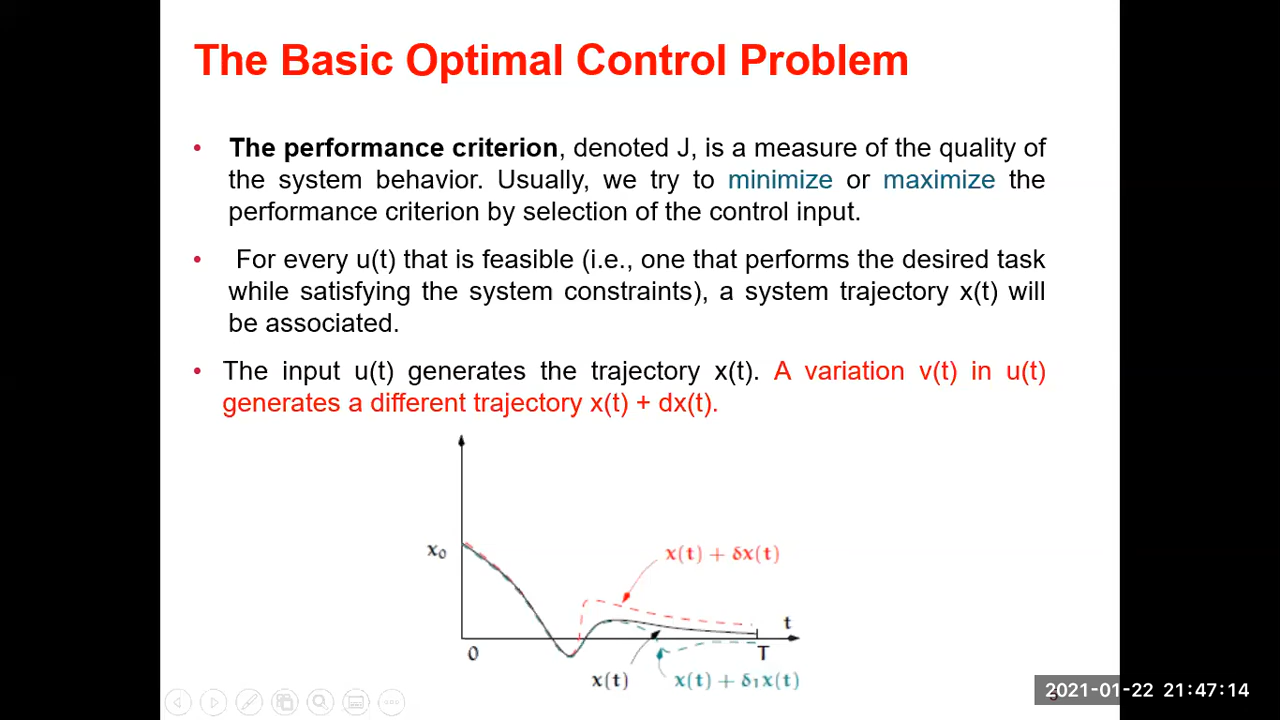 The Basic Optimal Control Problem
• The performance criterion, denoted J, is a measure of the quality of
the system behavior. Usually, we try to minimize or maximize the
performance criterion by selection of the control input.
• For every u(t) that is feasible (i.e., one that performs the desired task
while satisfying the system constraints), a system trajectory x(t) will
be associated.
• The input u(t) generates the trajectory x(t). A variation v(t) in u(t)
generates a different trajectory x(t) + dx(t).
x₀
x(t) + δx(t)
t
0
T
x(t)
x(t) + δ₁x(t)
2021-01-22 21:47:14